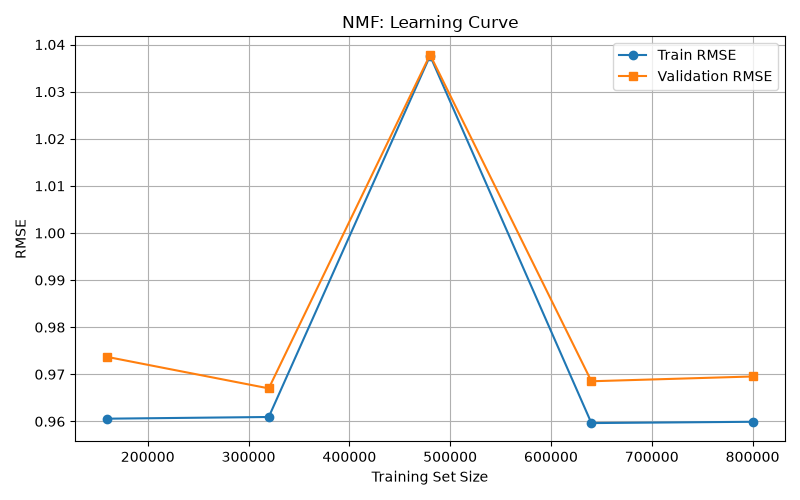 NMF: Learning Curve
Train RMSE
Validation RMSE
1.04
1.03
1.02
1.01
1.00
0.99
0.98
0.97
0.96
RMSE
200000 300000 400000 500000 600000 700000 800000
Training Set Size